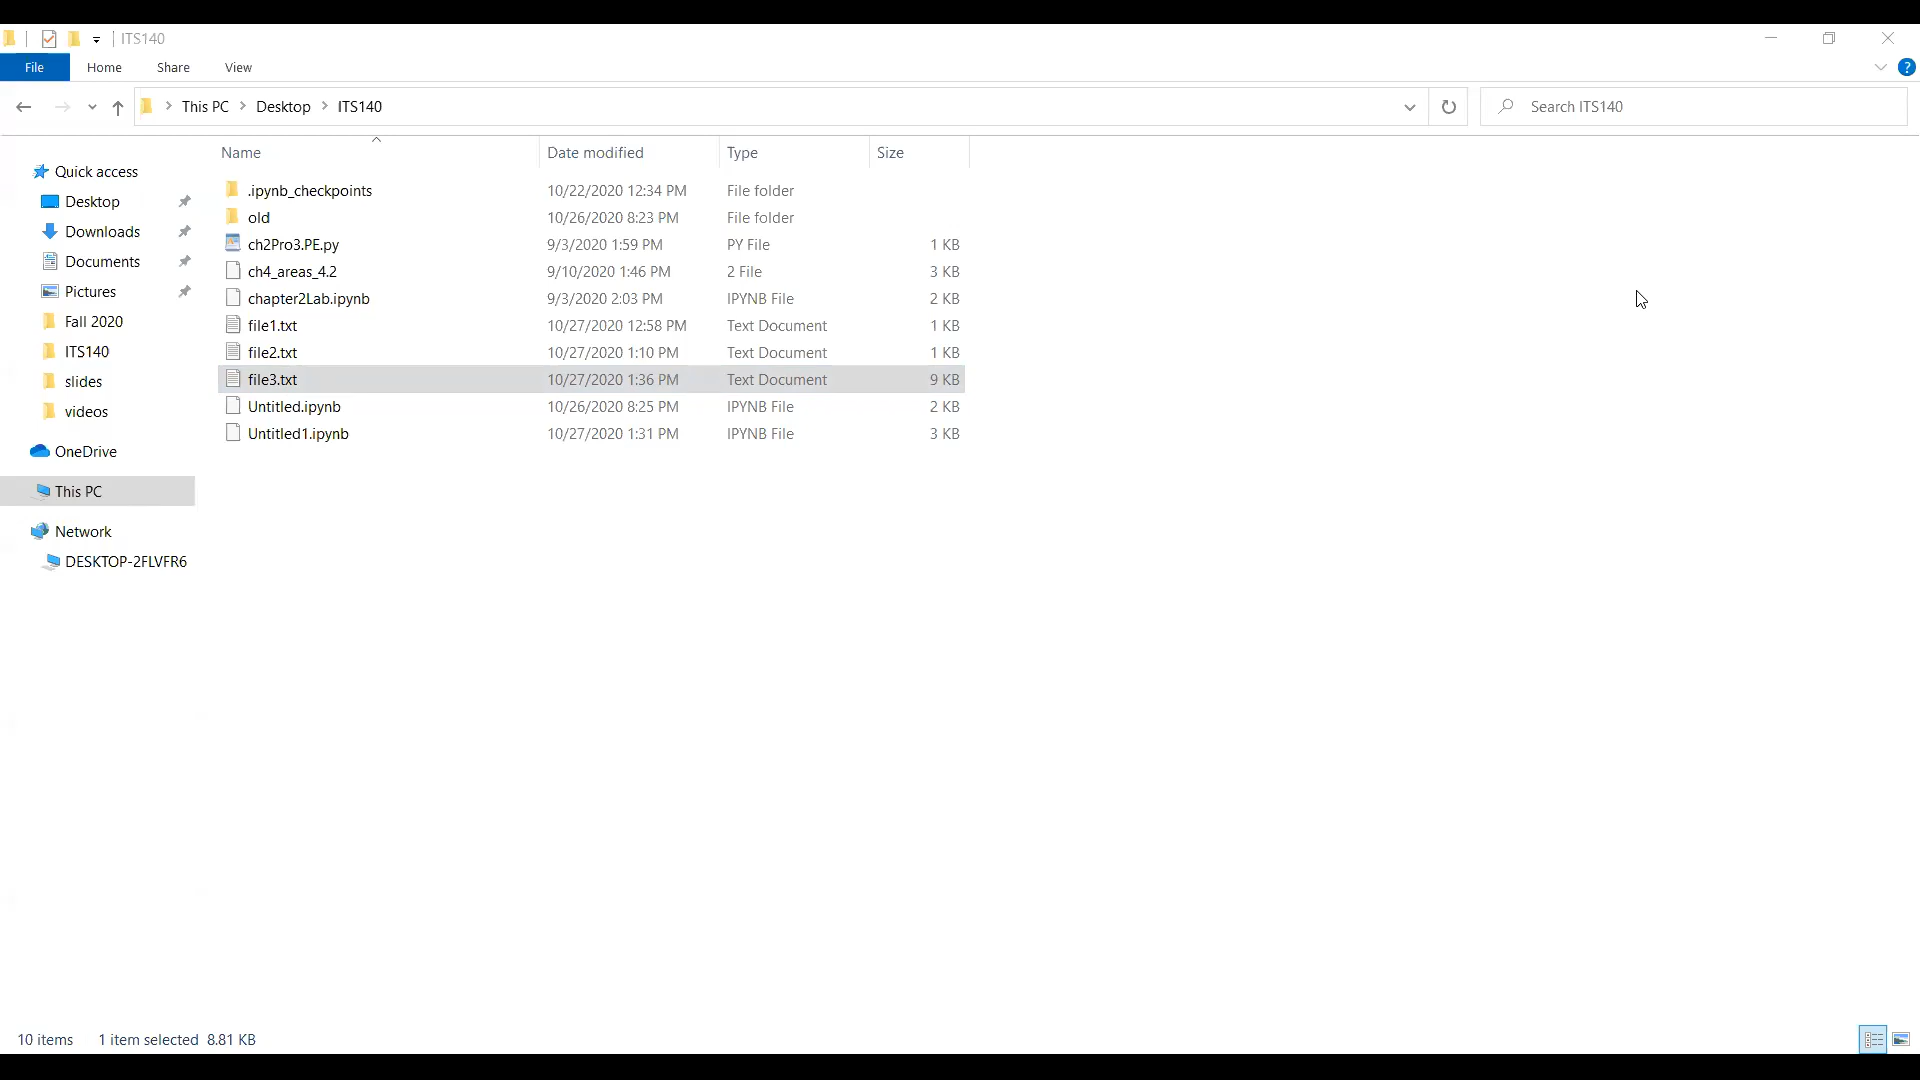 ITS140
File Home Share View
?
This PC Desktop ITS140
Search ITS140
Name Date modified Type Size
Quick access
Desktop
Downloads
Documents
Pictures
Fall 2020
ITS140
slides
videos
OneDrive
This PC
Network
DESKTOP-2FLVFR6
.ipynb_checkpoints 10/22/2020 12:34 PM File folder
old 10/26/2020 8:23 PM File folder
ch2Pro3.PE.py 9/3/2020 1:59 PM PY File 1 KB
ch4_areas_4.2 9/10/2020 1:46 PM 2 File 3 KB
chapter2Lab.ipynb 9/3/2020 2:03 PM IPYNB File 2 KB
file1.txt 10/27/2020 12:58 PM Text Document 1 KB
file2.txt 10/27/2020 1:10 PM Text Document 1 KB
file3.txt 10/27/2020 1:36 PM Text Document 9 KB
Untitled.ipynb 10/26/2020 8:25 PM IPYNB File 2 KB
Untitled1.ipynb 10/27/2020 1:31 PM IPYNB File 3 KB
10 items 1 item selected 8.81 KB